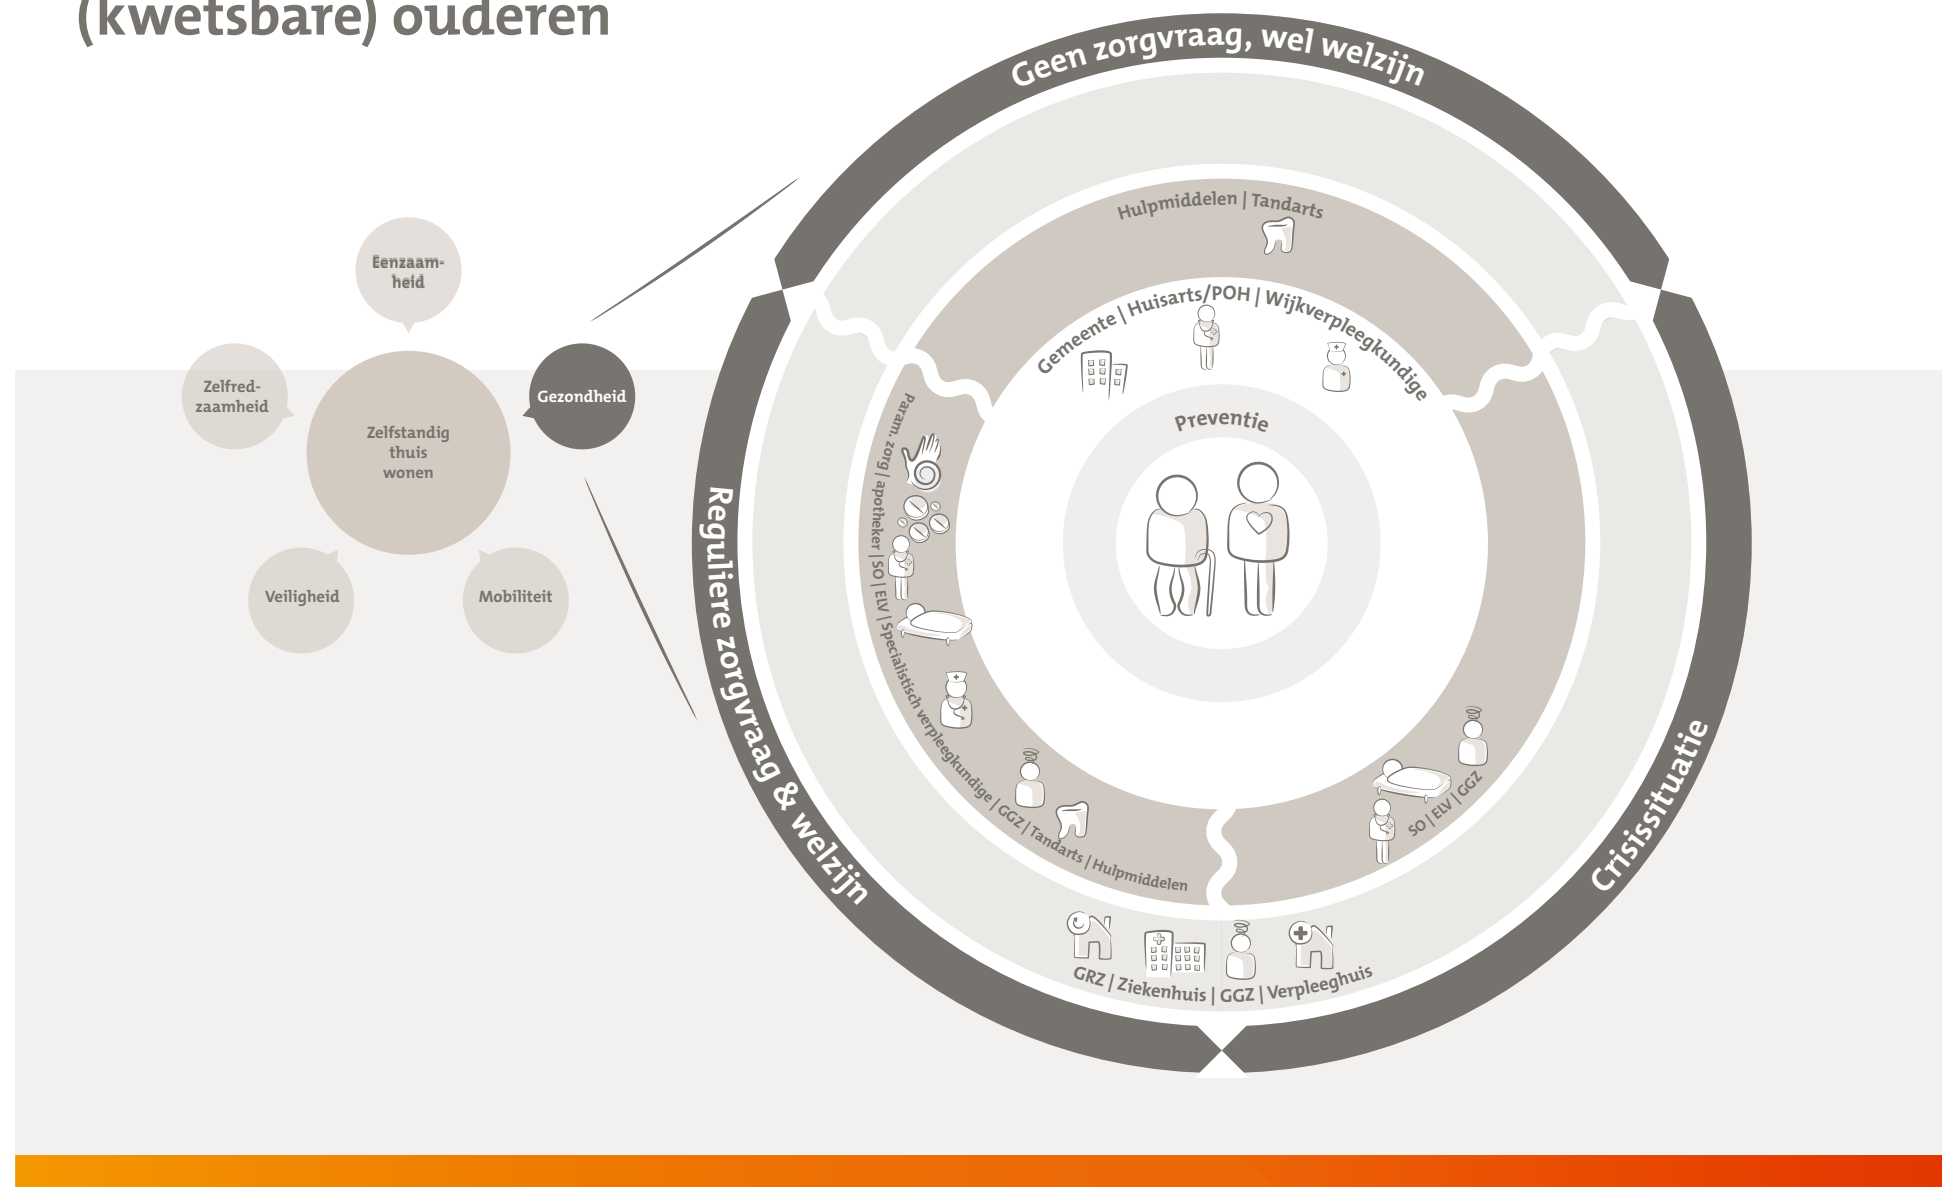 (kwetsbare) ouderen
Eenzaam-
heid
Zelfred-
zaamheid
Zelfstandig
thuis
wonen
Gezondheid
Veiligheid
Mobiliteit
Geen zorgvraag, wel welzijn
Hulpmiddelen | Tandarts
Gemeente | Huisarts/POH | Wijkverpleegkundige
Preventie
Reguliere zorgvraag & welzijn
Param. zorg | apotheker | SO | ELV | Specialistisch verpleegkundige | GGZ | Tandarts | Hulpmiddelen
Crisissituatie
SO | ELV | GGZ
GRZ | Ziekenhuis | GGZ | Verpleeghuis